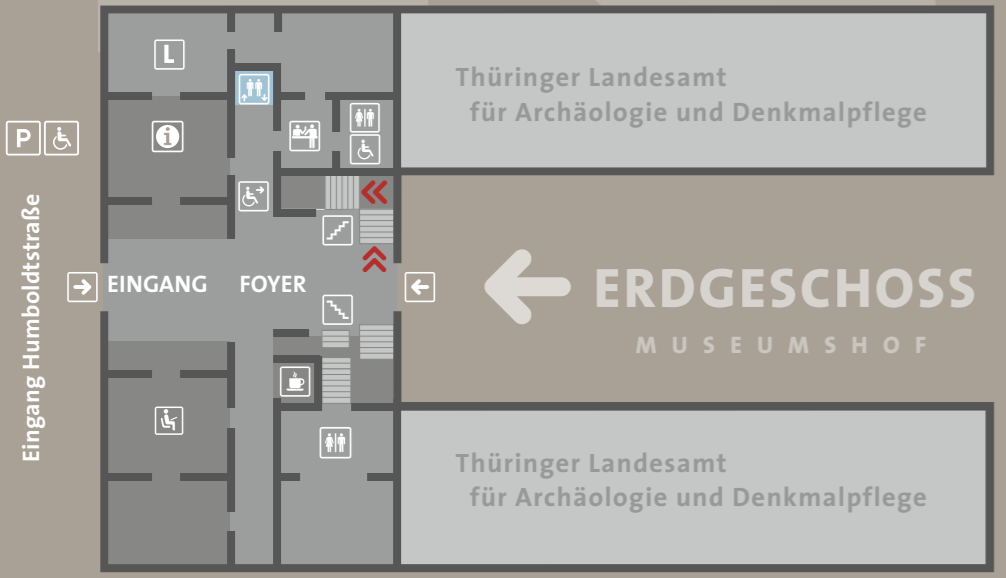 L
Thüringer Landesamt
für Archäologie und Denkmalpflege
P
i
Eingang Humboldtstraße
EINGANG
FOYER
ERDGESCHOSS
MUSEUMSHOF
Thüringer Landesamt
für Archäologie und Denkmalpflege